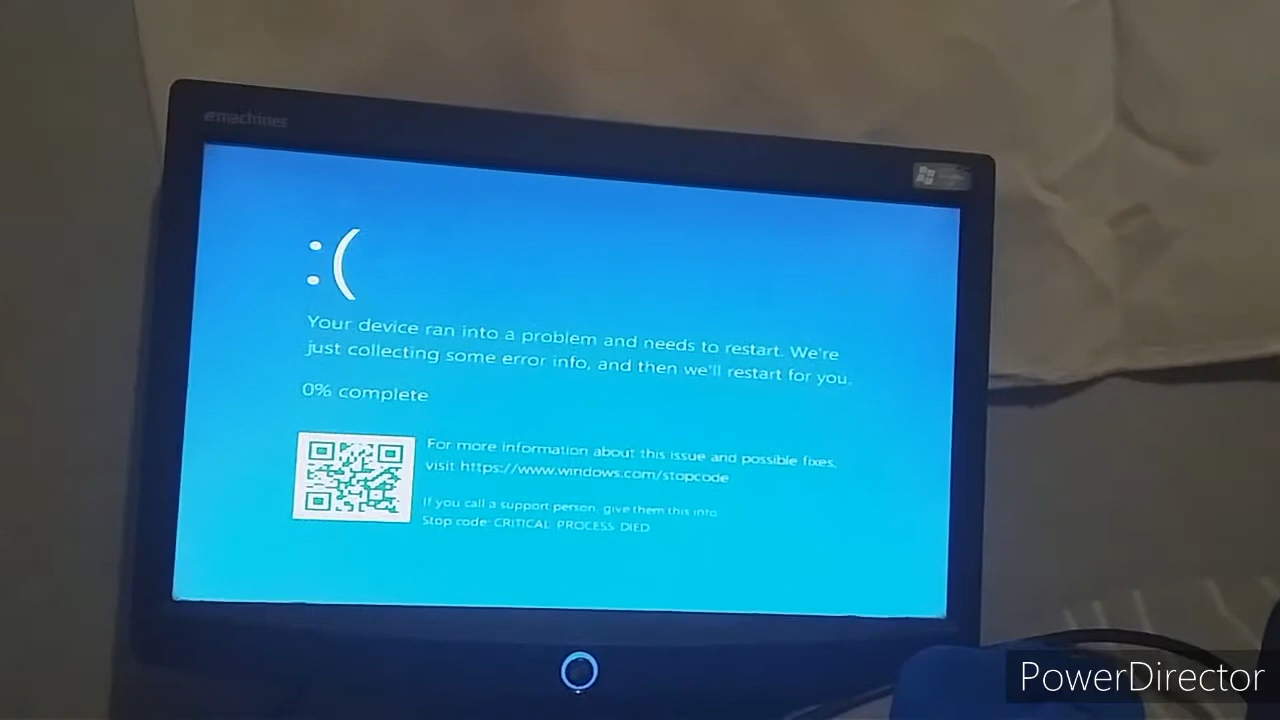 emachines
:(
Your device ran into a problem and needs to restart. We're
just collecting some error info, and then we'll restart for you.
0% complete
For more information about this issue and possible fixes,
visit https://www.windows.com/stopcode
If you call a support person, give them this info:
Stop code: CRITICAL PROCESS DIED
PowerDirector